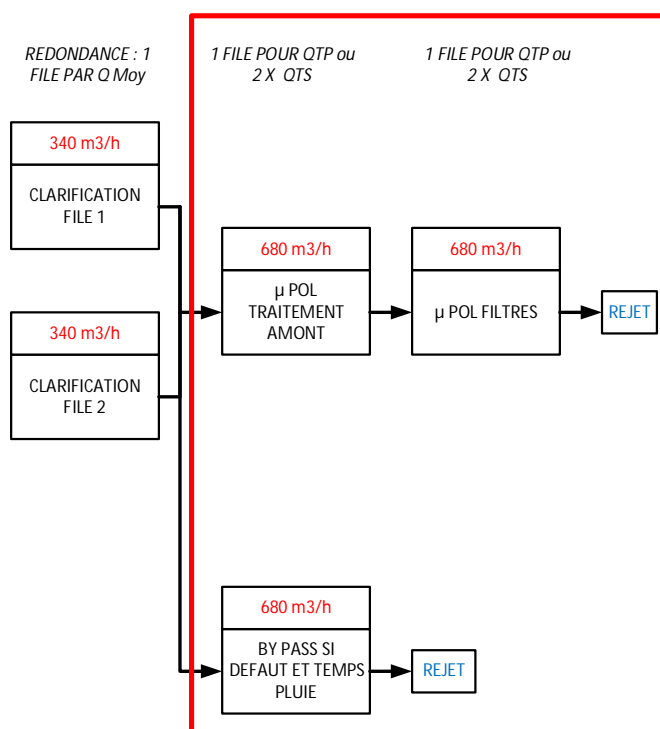 REDONDANCE : 1
FILE PAR Q Moy
1 FILE POUR QTP ou
2 X QTS
1 FILE POUR QTP ou
2 X QTS
340 m3/h
CLARIFICATION
FILE 1
680 m3/h
µ POL
TRAITEMENT
AMONT
680 m3/h
µ POL FILTRES
REJET
340 m3/h
CLARIFICATION
FILE 2
680 m3/h
BY PASS SI
DEFAUT ET TEMPS
PLUIE
REJET